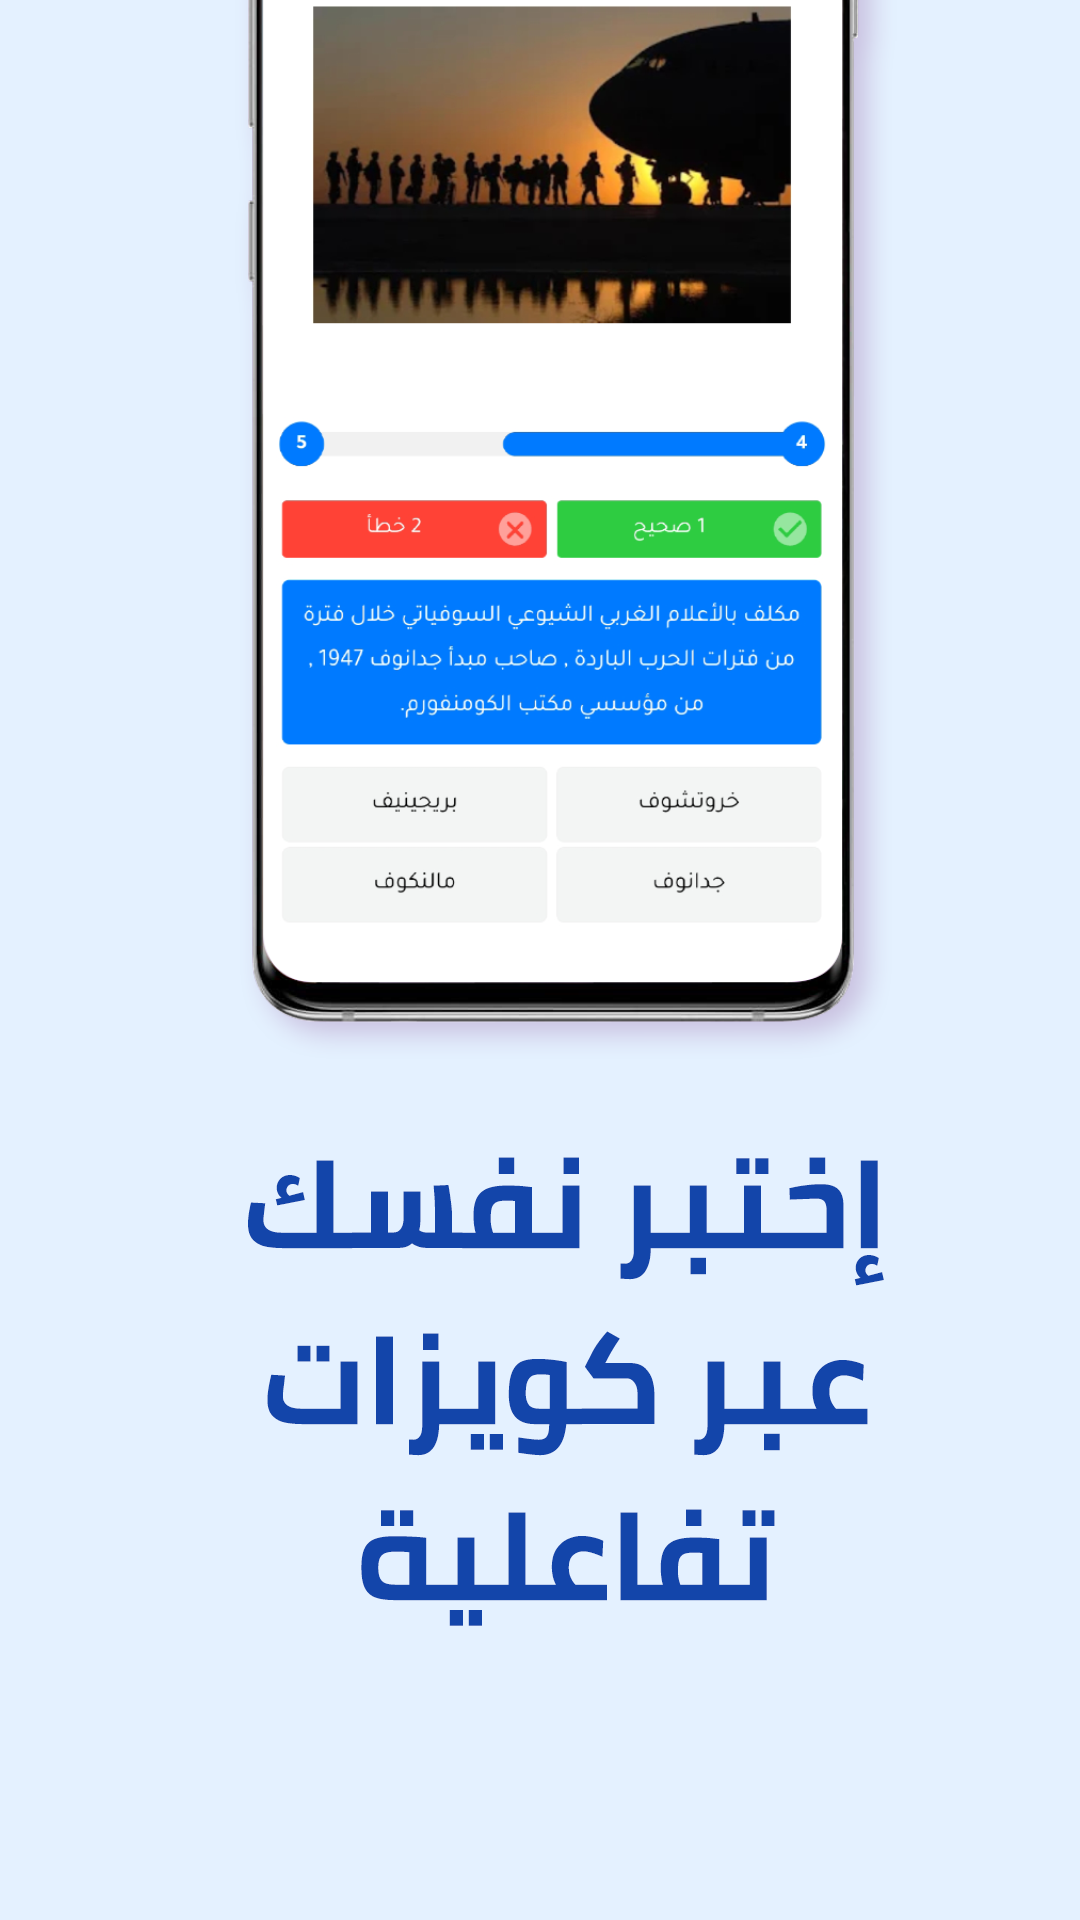 4 5
1 صحيح
2 خطأ
مكلف بالأعلام الغربي الشيوعي السوفياتي خلال فترة
من فترات الحرب الباردة , صاحب مبدأ جدانوف 1947 ,
من مؤسسي مكتب الكومنفورم.
خروتشوف
بريجينيف
جدانوف
مالنكوف
إختبر نفسك
عبر كويزات
تفاعلية